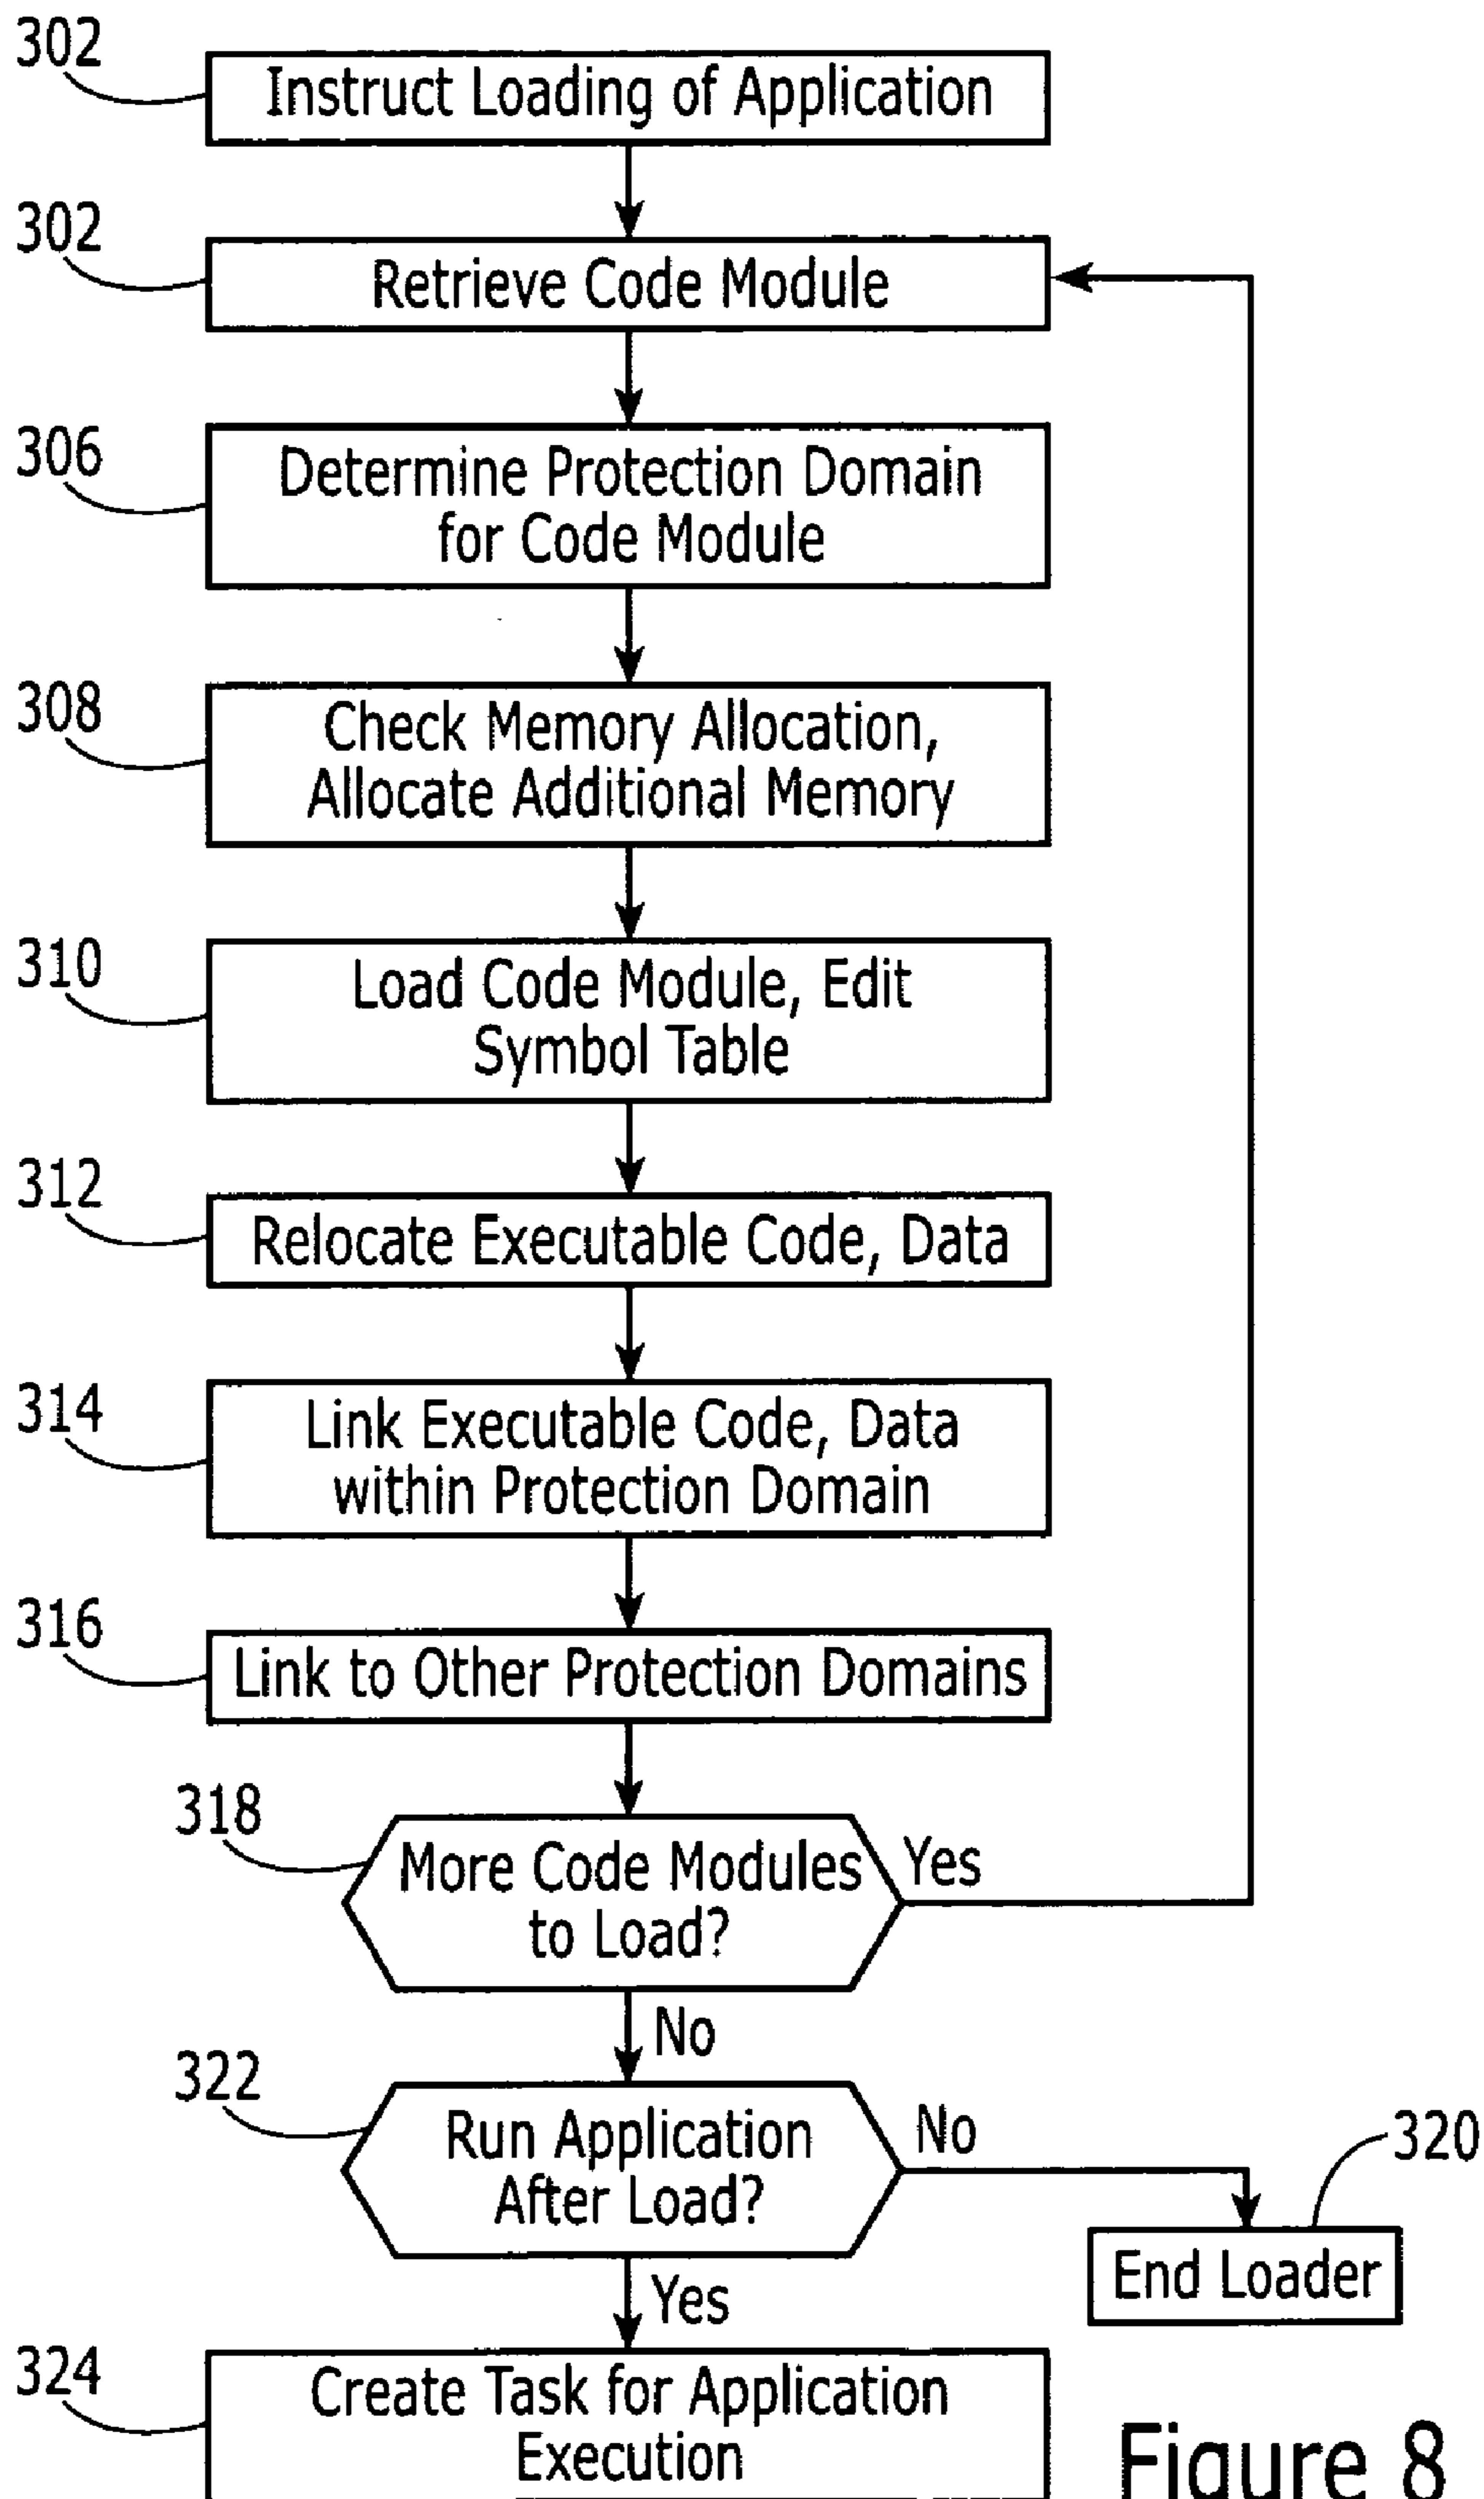 302
Instruct Loading of Application
302
Retrieve Code Module
306
Determine Protection Domain
for Code Module
308
Check Memory Allocation,
Allocate Additional Memory
310
Load Code Module, Edit
Symbol Table
312
Relocate Executable Code, Data
314
Link Executable Code, Data
within Protection Domain
316
Link to Other Protection Domains
318
More Code Modules
to Load?
Yes
No
322
Run Application
After Load?
No
320
End Loader
Yes
324
Create Task for Application
Execution
Figure 8